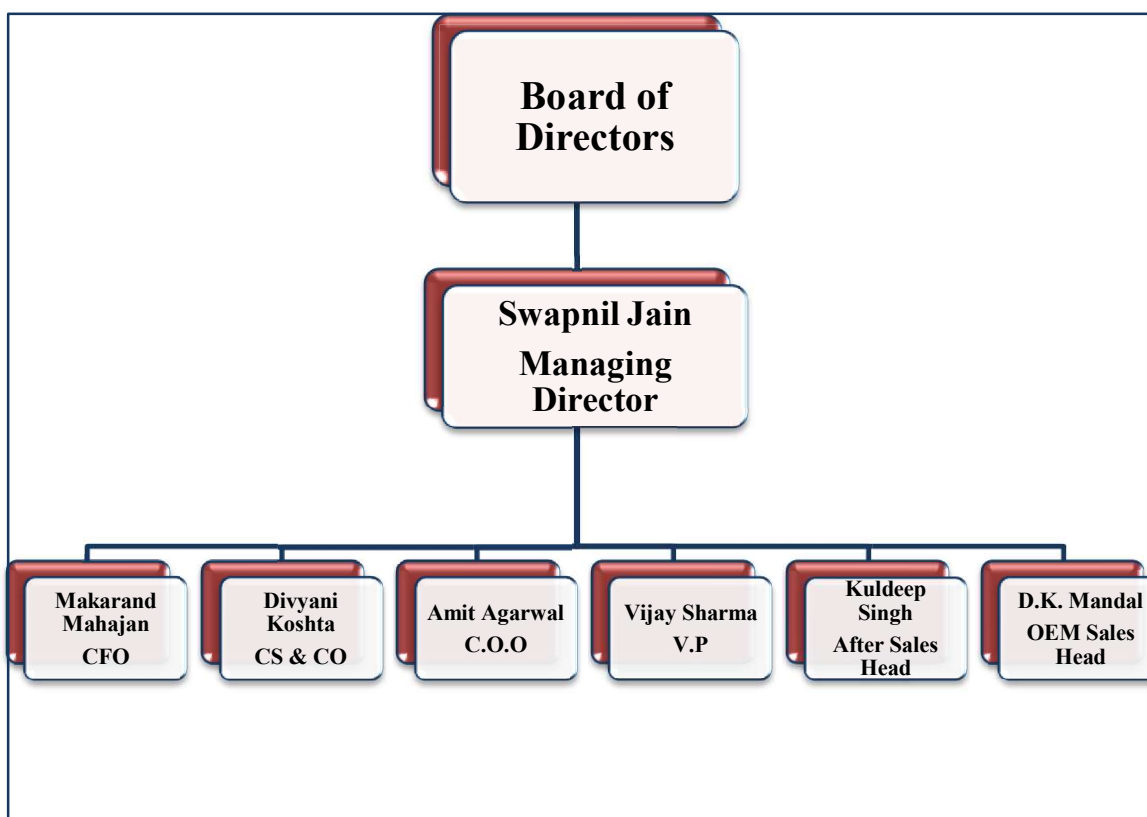 Board of
Directors
Swapnil Jain
Managing
Director
Makarand
Mahajan
CFO
Divyani
Koshta
CS & CO
Amit Agarwal
C.O.O
Vijay Sharma
V.P
Kuldeep
Singh
After Sales
Head
D.K. Mandal
OEM Sales
Head